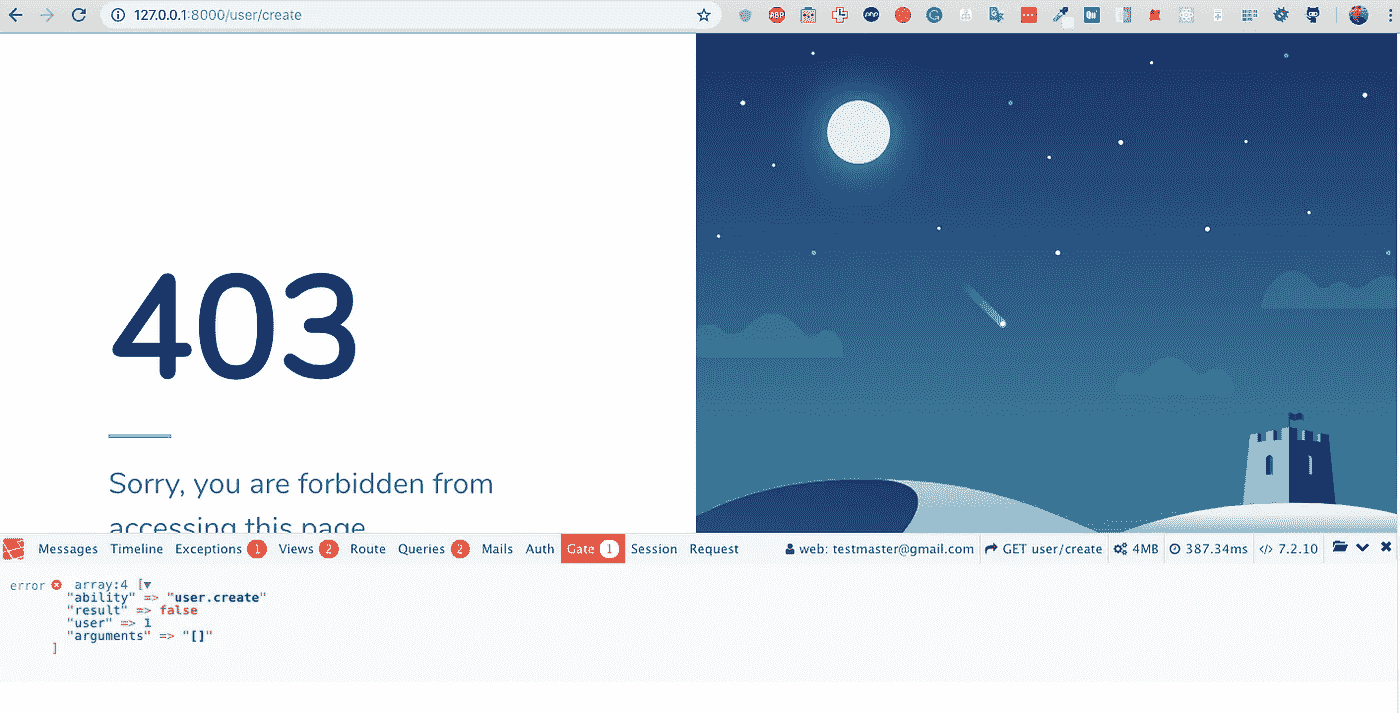 127.0.0.1:8000/user/create
ABP
php
403
Sorry, you are forbidden from
accessing this page
Messages Timeline Exceptions 1 Views 2 Route Queries 2 Mails Auth Gate 1 Session Request web: testmaster@gmail.com GET user/create 4MB 387.34ms 7.2.10
error array:4 [▼
"ability" => "user.create"
"result" => false
"user" => 1
"arguments" => "[]"
]